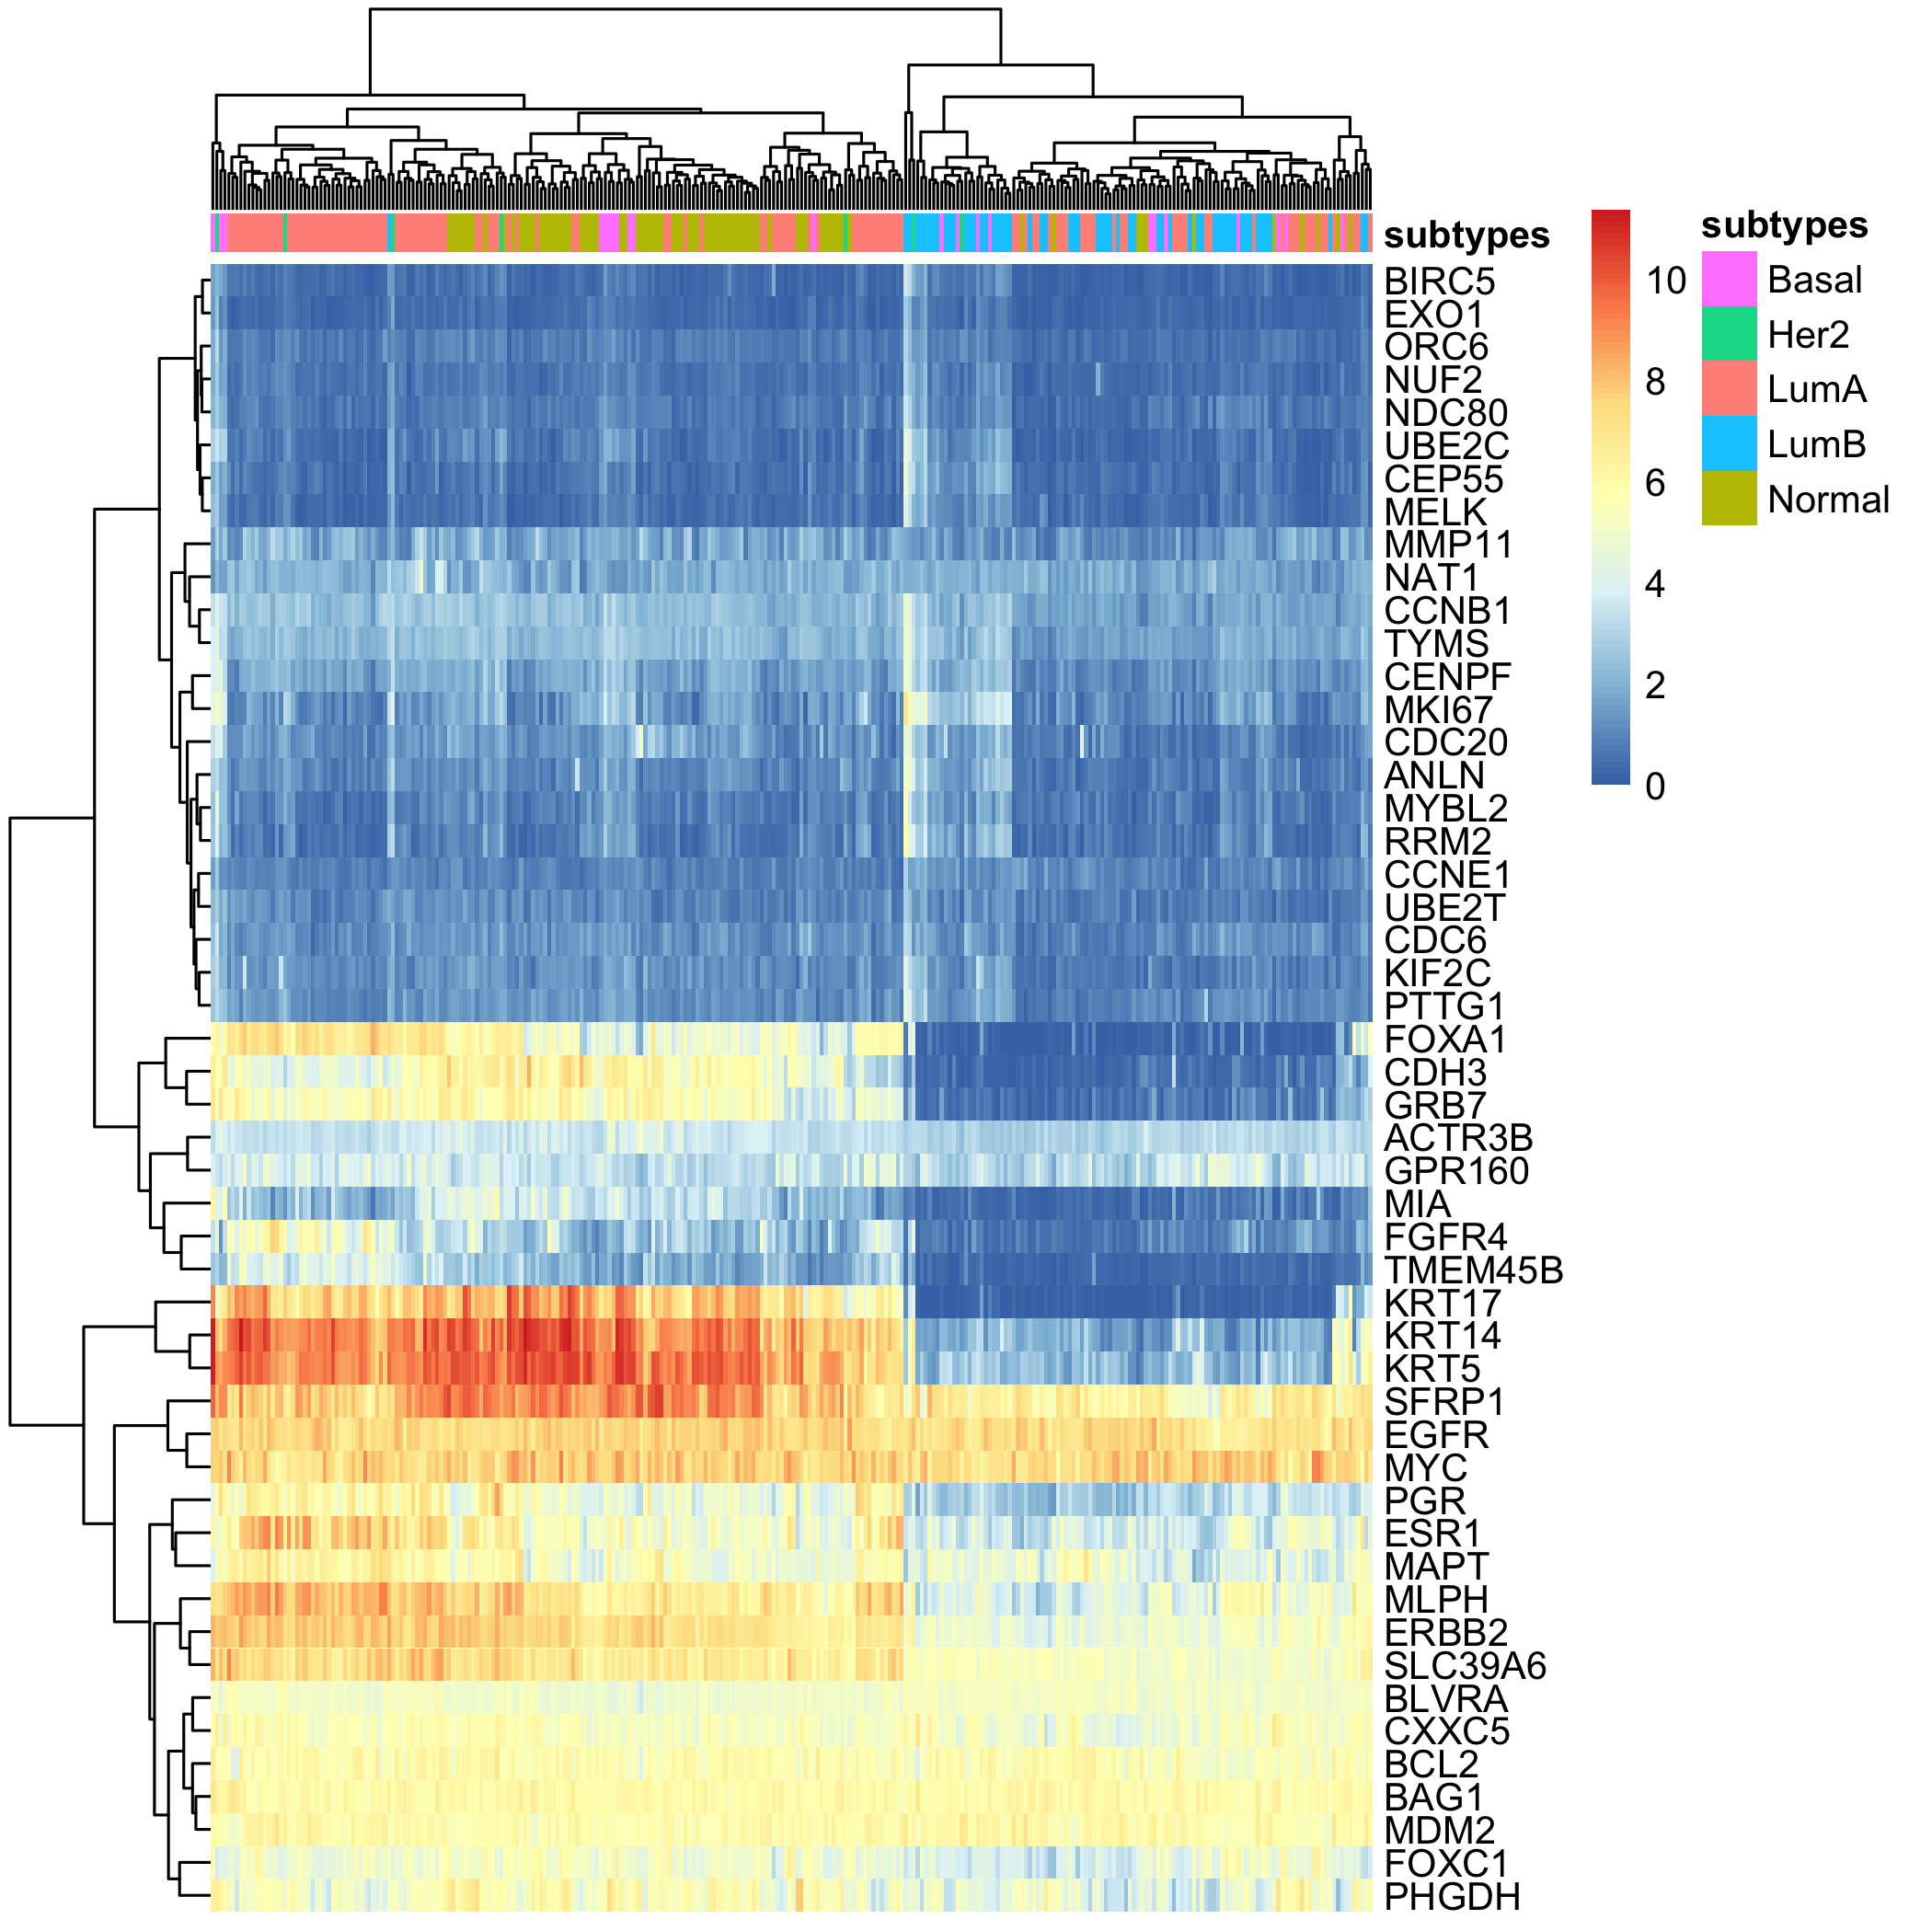 subtypes
BIRC5
EXO1
ORC6
NUF2
NDC80
UBE2C
CEP55
MELK
MMP11
NAT1
CCNB1
TYMS
CENPF
MKI67
CDC20
ANLN
MYBL2
RRM2
CCNE1
UBE2T
CDC6
KIF2C
PTTG1
FOXA1
CDH3
GRB7
ACTR3B
GPR160
MIA
FGFR4
TMEM45B
KRT17
KRT14
KRT5
SFRP1
EGFR
MYC
PGR
ESR1
MAPT
MLPH
ERBB2
SLC39A6
BLVRA
CXXC5
BCL2
BAG1
MDM2
FOXC1
PHGDH
10
8
6
4
2
0
subtypes
Basal
Her2
LumA
LumB
Normal